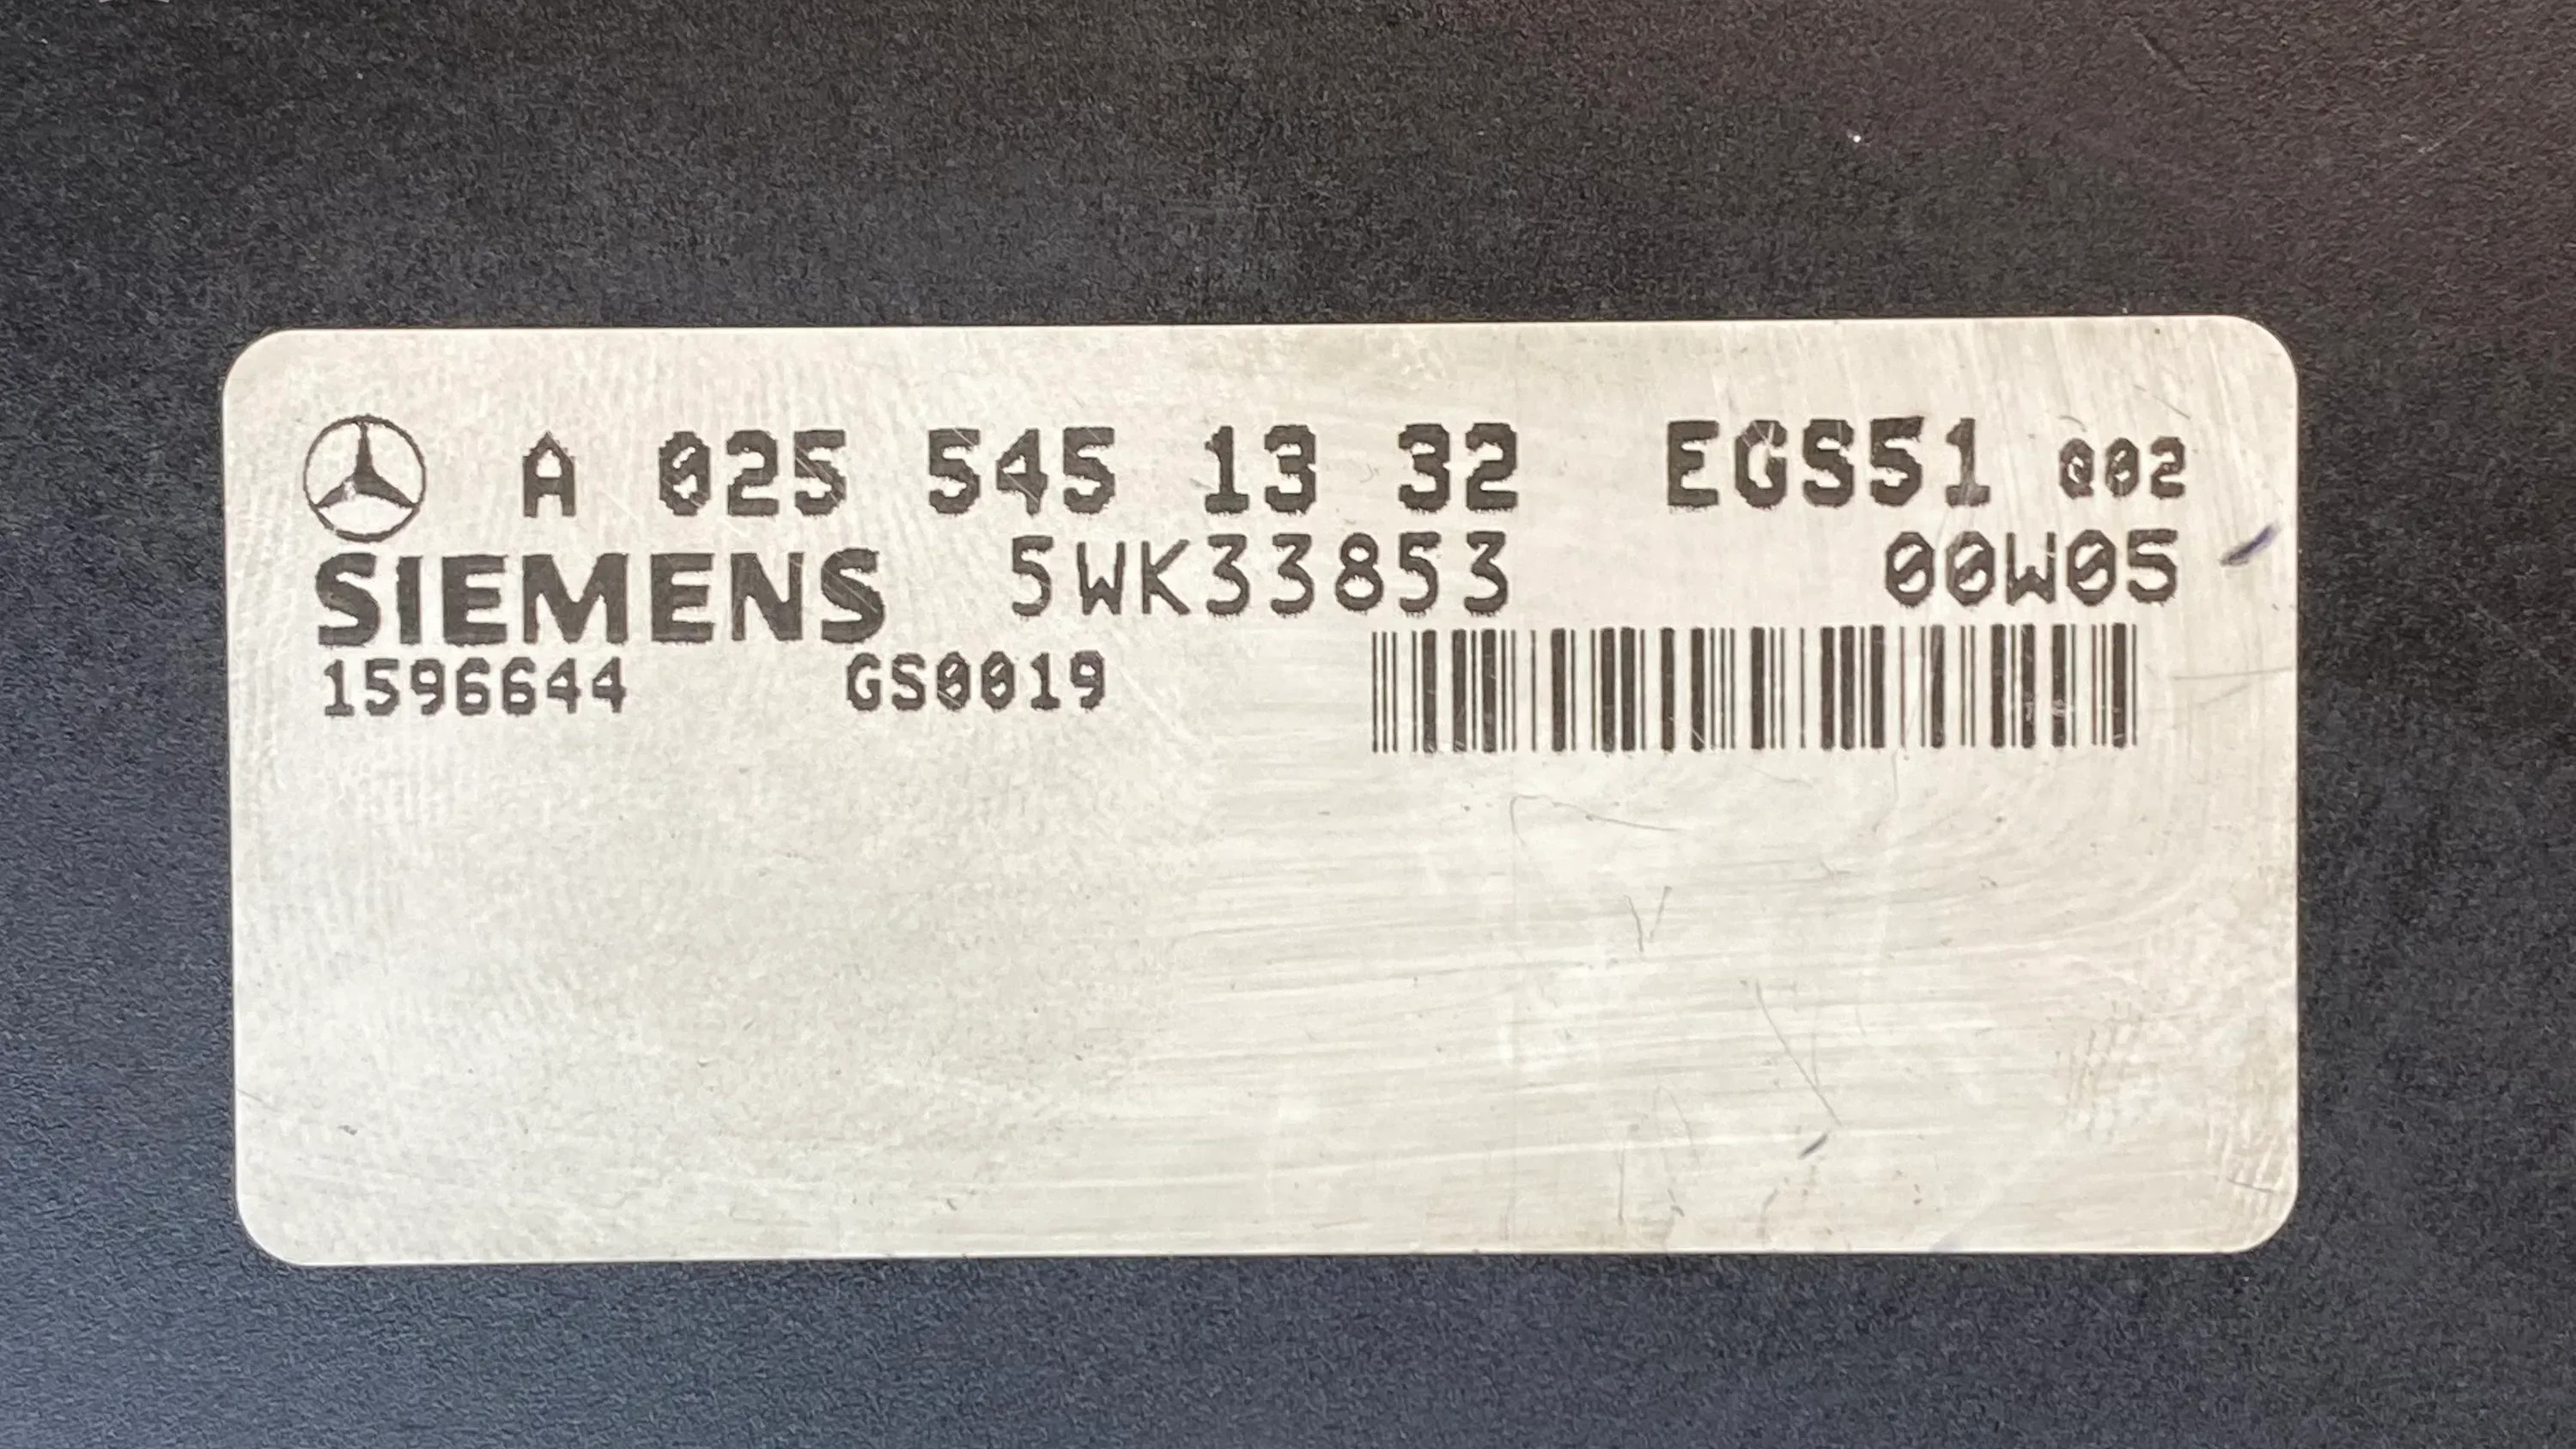 A 025 545 13 32 EGS51 Q02
SIEMENS 5WK33853 00W05
1596644 GS0019